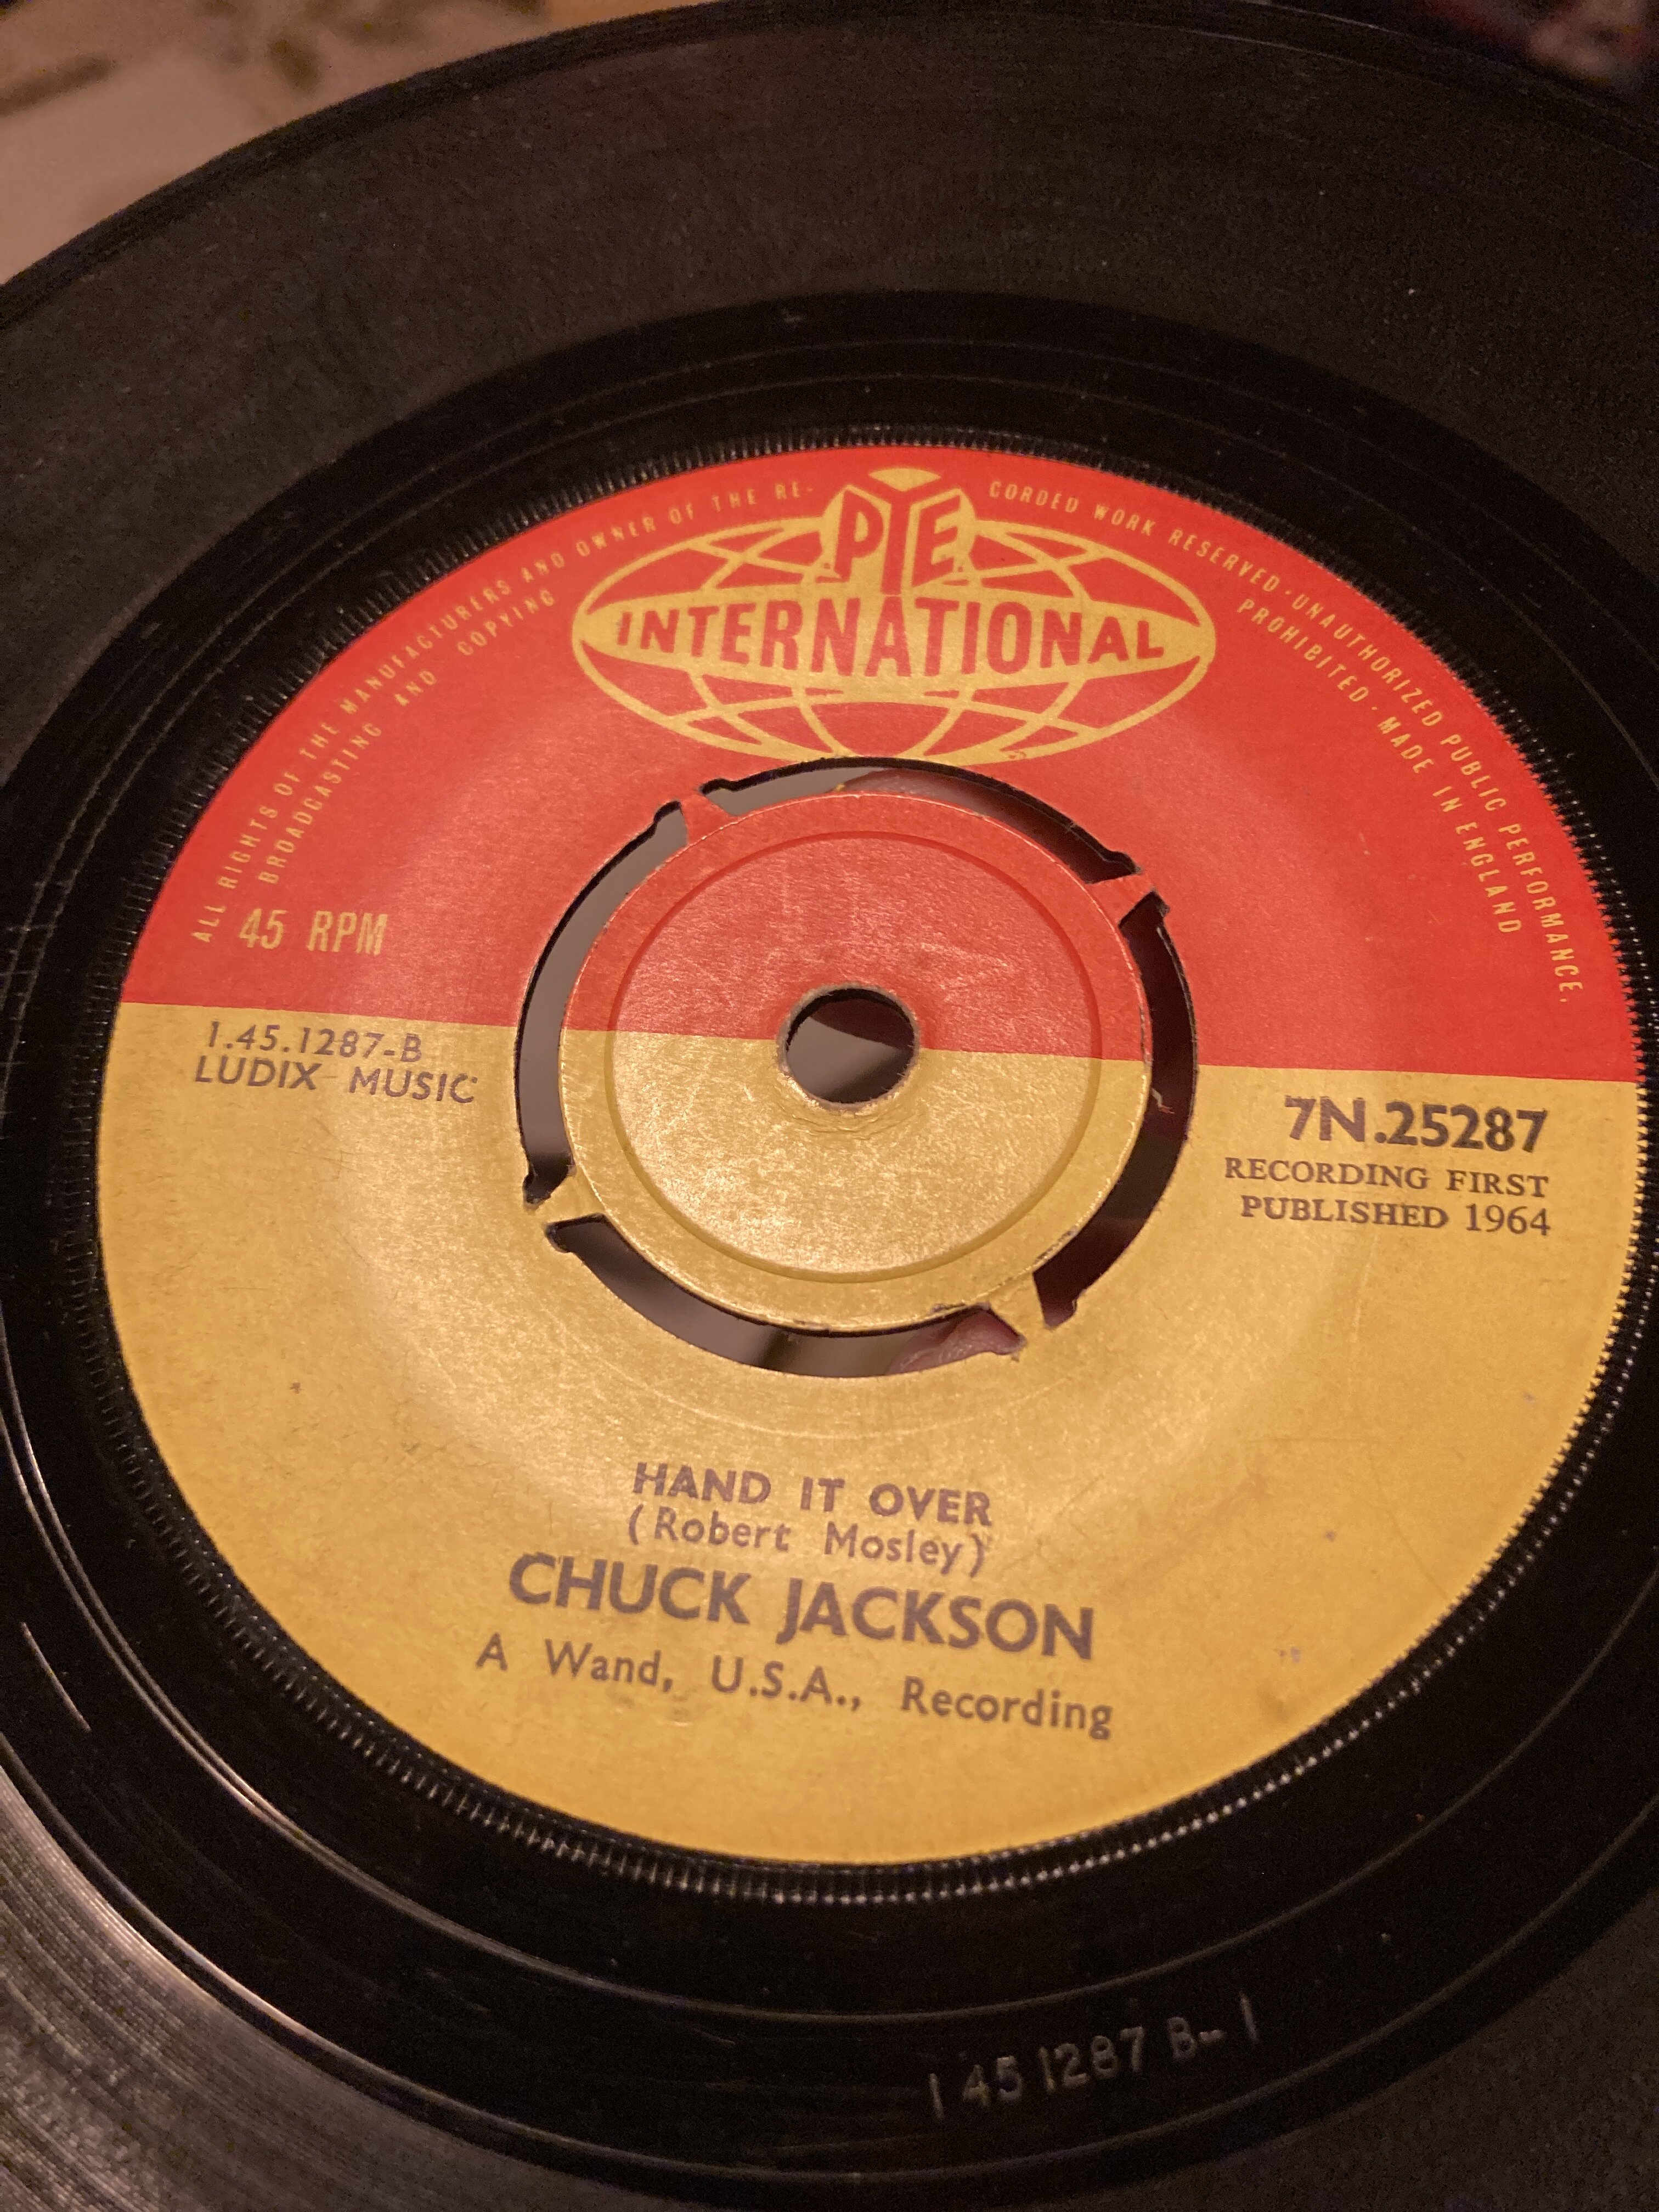 ALL RIGHTS OF THE MANUFACTURERS AND OWNER OF THE RE-CORDED WORK RESERVED·UNAUTHORIZED PUBLIC PERFORMANCE,
BROADCASTING AND COPYING PROHIBITED·MADE IN ENGLAND
PYE
INTERNATIONAL
45 RPM
1.45.1287-B
LUDIX MUSIC
7N.25287
RECORDING FIRST
PUBLISHED 1964
HAND IT OVER
(Robert Mosley)
CHUCK JACKSON
A Wand, U.S.A., Recording
1 45 1287 B-1